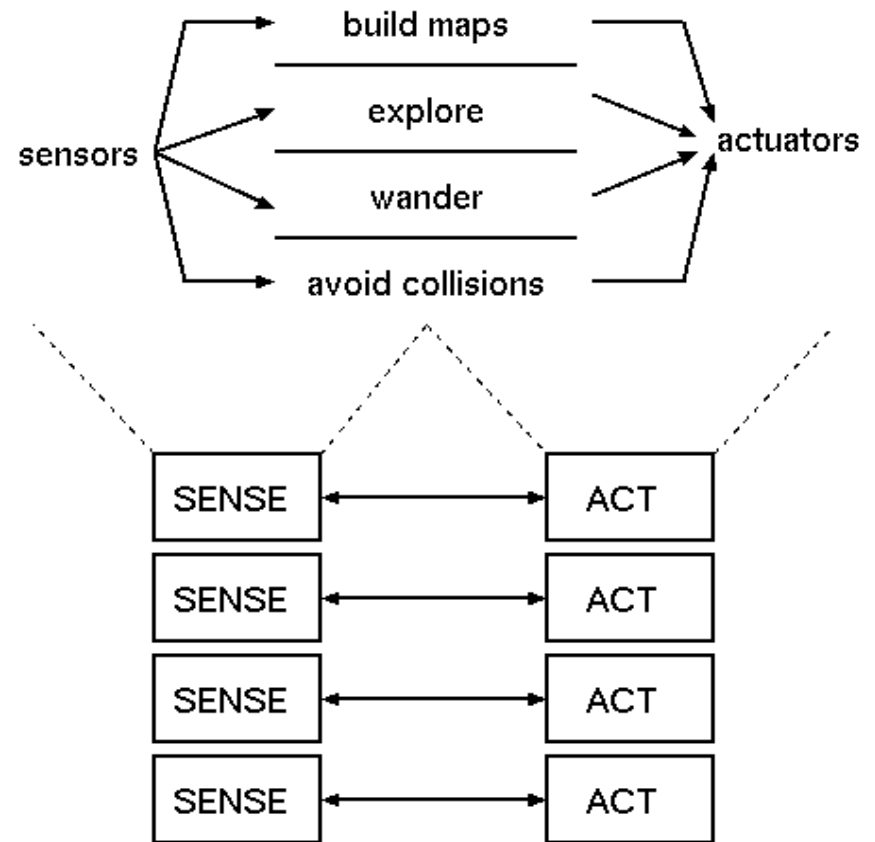 build maps
explore
sensors
actuators
wander
avoid collisions
SENSE ACT
SENSE ACT
SENSE ACT
SENSE ACT